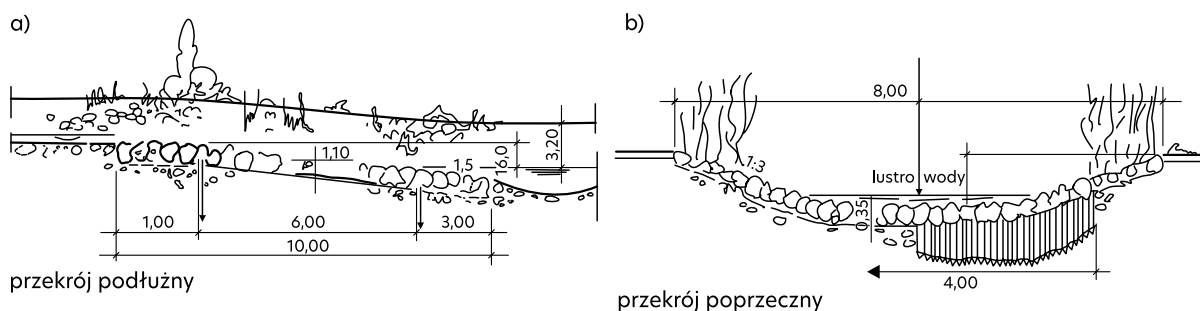 a)
1,10
1,5
16,0
3,20
1,00
6,00
3,00
10,00
przekrój podłużny
b)
8,00
1:3
lustro wody
0,35
4,00
przekrój poprzeczny